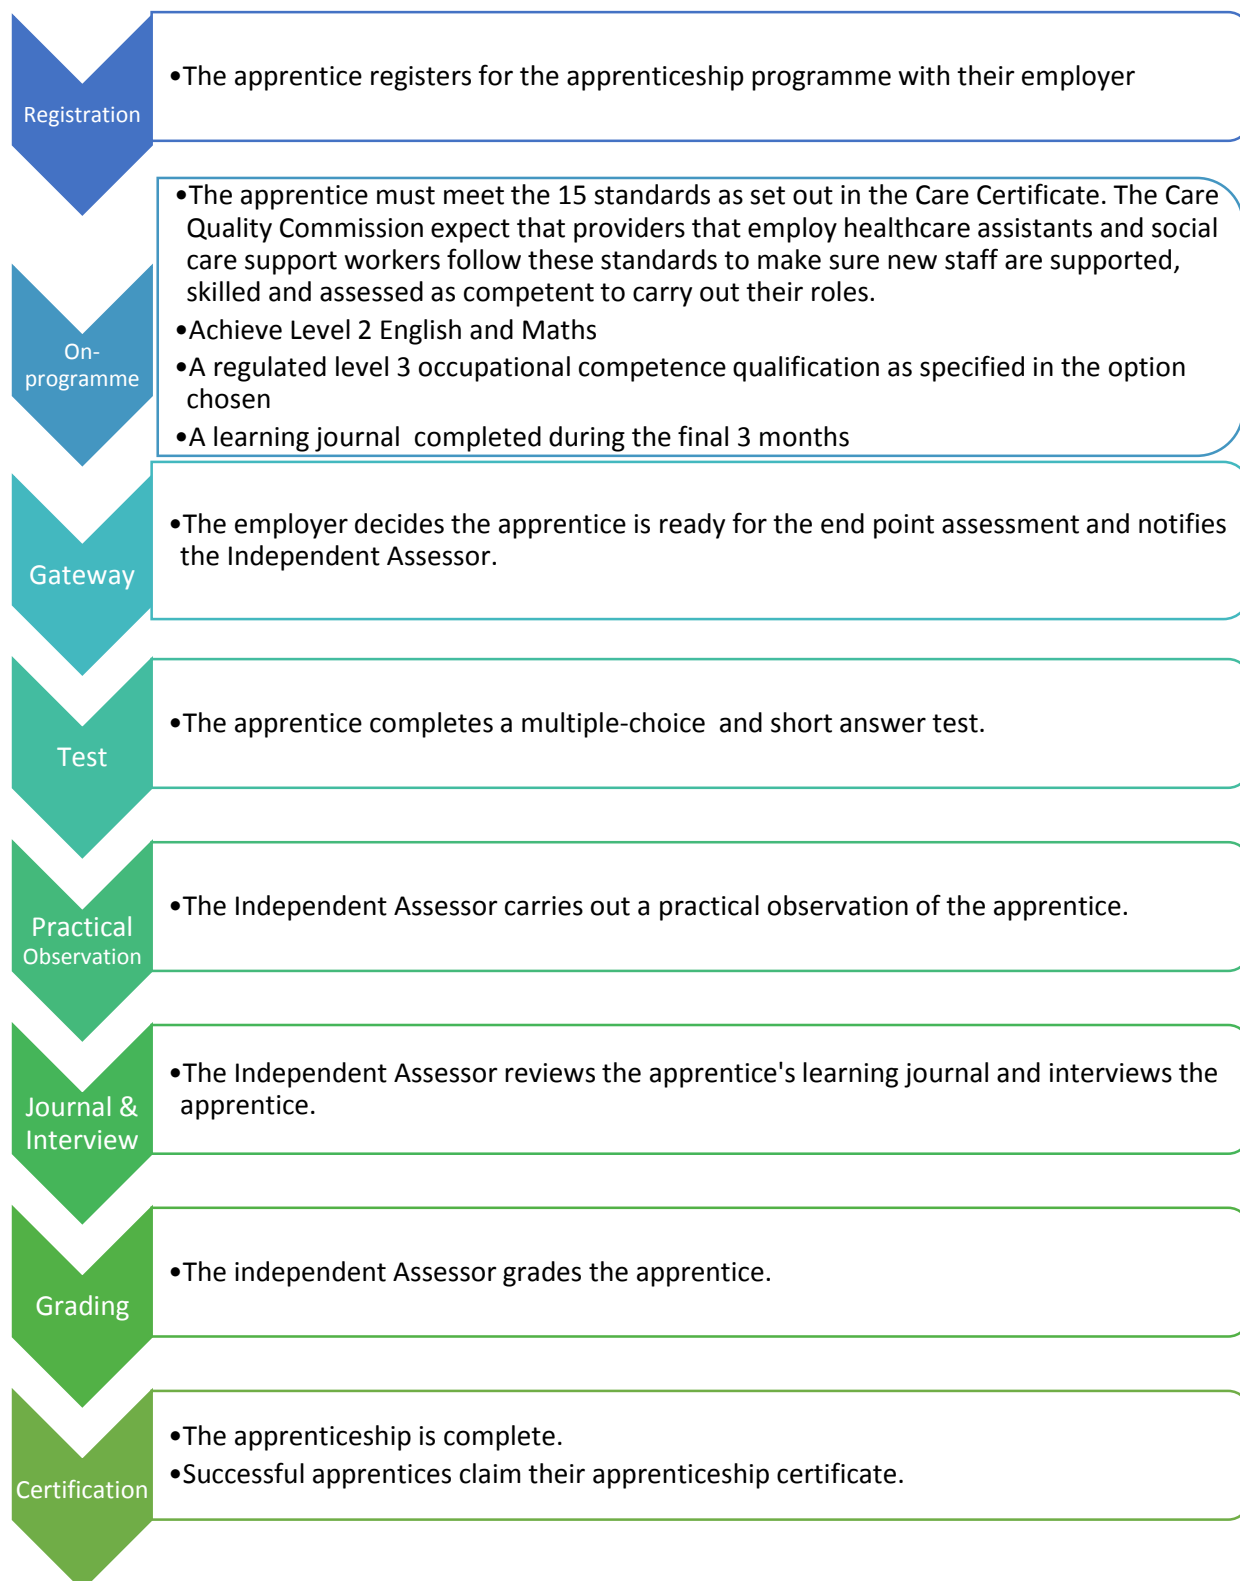 Registration
•The apprentice registers for the apprenticeship programme with their employer
On-
programme
•The apprentice must meet the 15 standards as set out in the Care Certificate. The Care
Quality Commission expect that providers that employ healthcare assistants and social
care support workers follow these standards to make sure new staff are supported,
skilled and assessed as competent to carry out their roles.
•Achieve Level 2 English and Maths
•A regulated level 3 occupational competence qualification as specified in the option
chosen
•A learning journal  completed during the final 3 months
Gateway
•The employer decides the apprentice is ready for the end point assessment and notifies
the Independent Assessor.
Test
•The apprentice completes a multiple-choice  and short answer test.
Practical
Observation
•The Independent Assessor carries out a practical observation of the apprentice.
Journal &
Interview
•The Independent Assessor reviews the apprentice's learning journal and interviews the
apprentice.
Grading
•The independent Assessor grades the apprentice.
Certification
•The apprenticeship is complete.
•Successful apprentices claim their apprenticeship certificate.